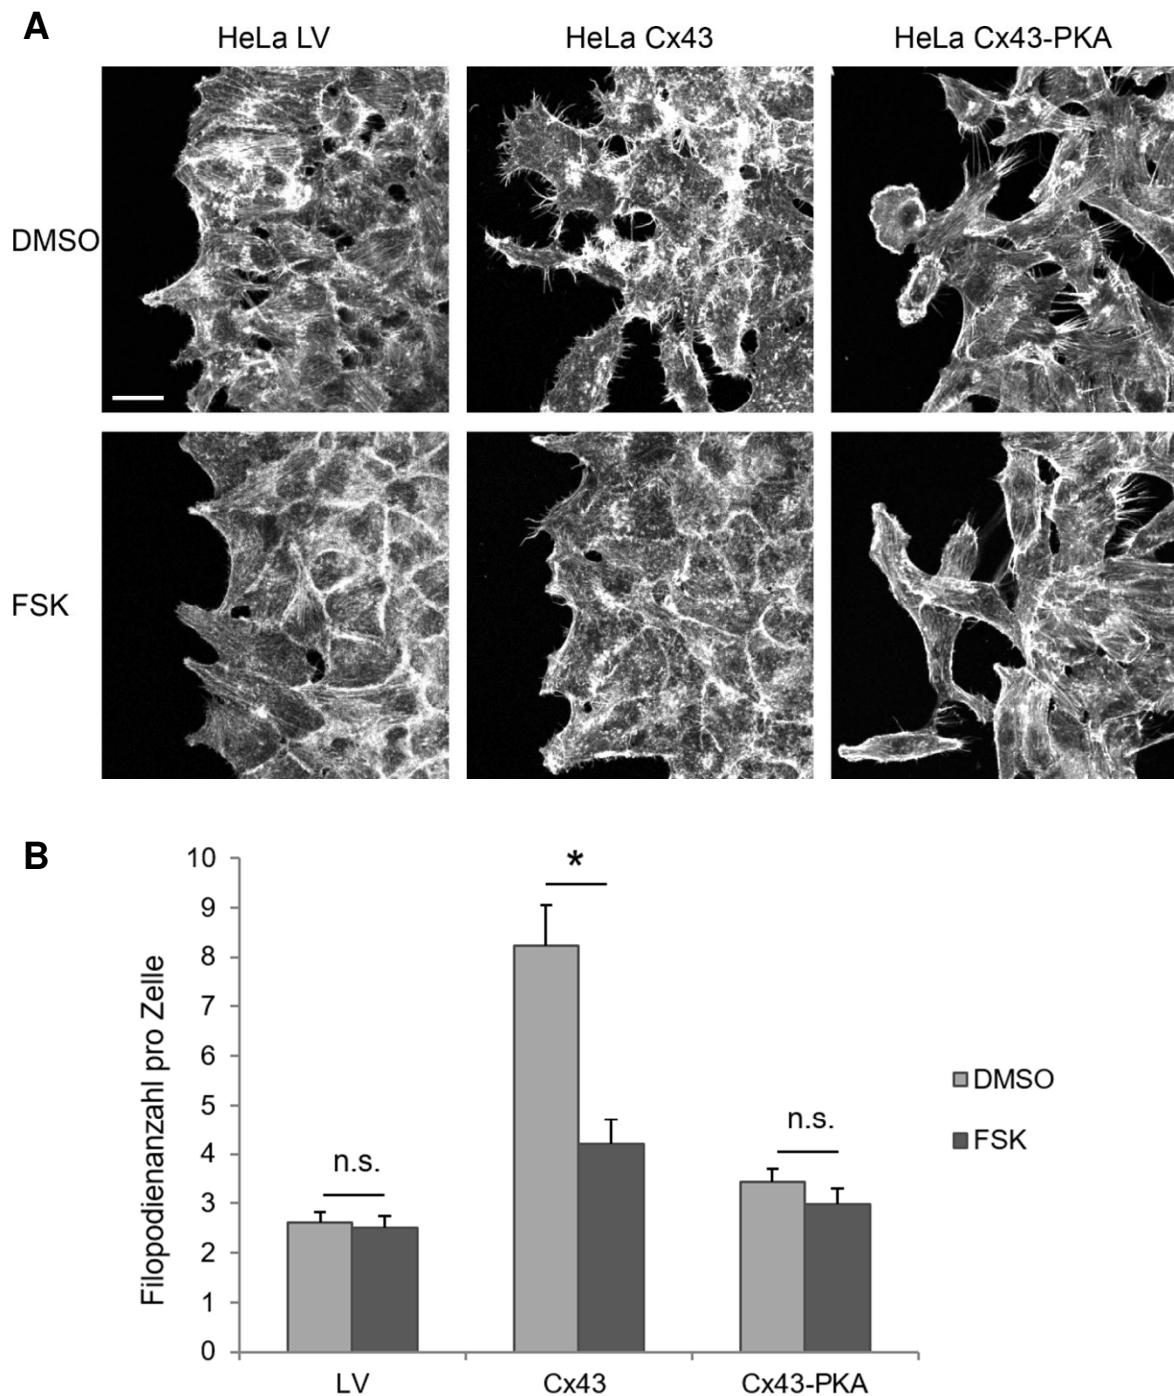 A
HeLa LV
HeLa Cx43
HeLa Cx43-PKA
DMSO
FSK
B
Filopodienanzahl pro Zelle
10
9
8
7
6
5
4
3
2
1
0
n.s.
*
n.s.
LV
Cx43
Cx43-PKA
DMSO
FSK